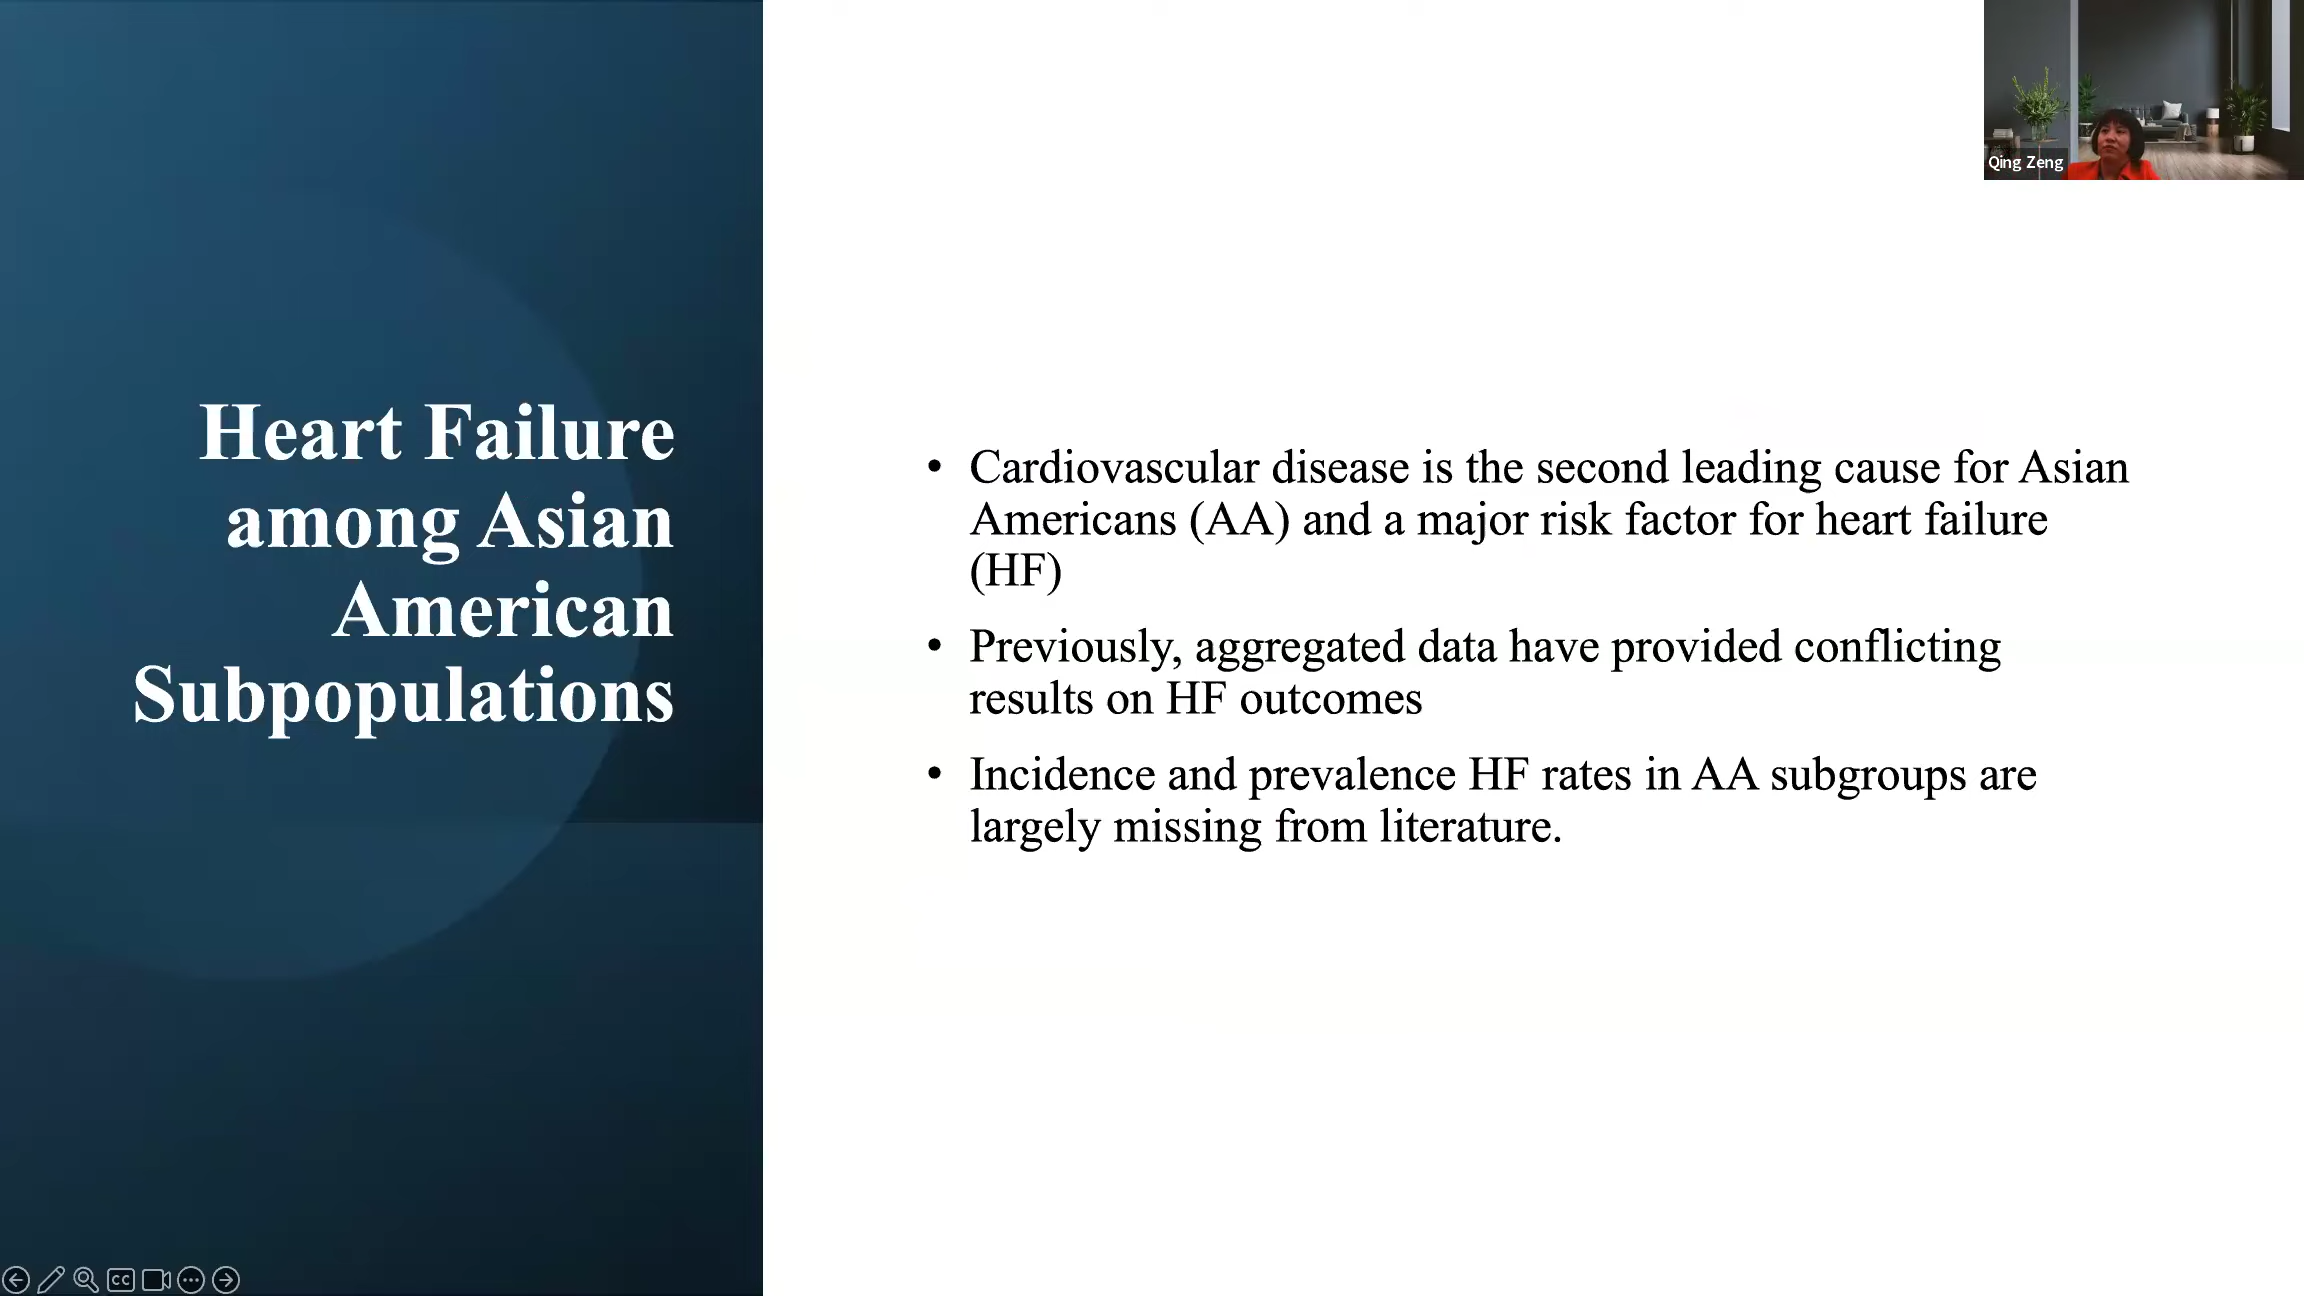 Heart Failure
among Asian
American
Subpopulations
• Cardiovascular disease is the second leading cause for Asian
Americans (AA) and a major risk factor for heart failure
(HF)
• Previously, aggregated data have provided conflicting
results on HF outcomes
• Incidence and prevalence HF rates in AA subgroups are
largely missing from literature.
Qing Zeng
CC